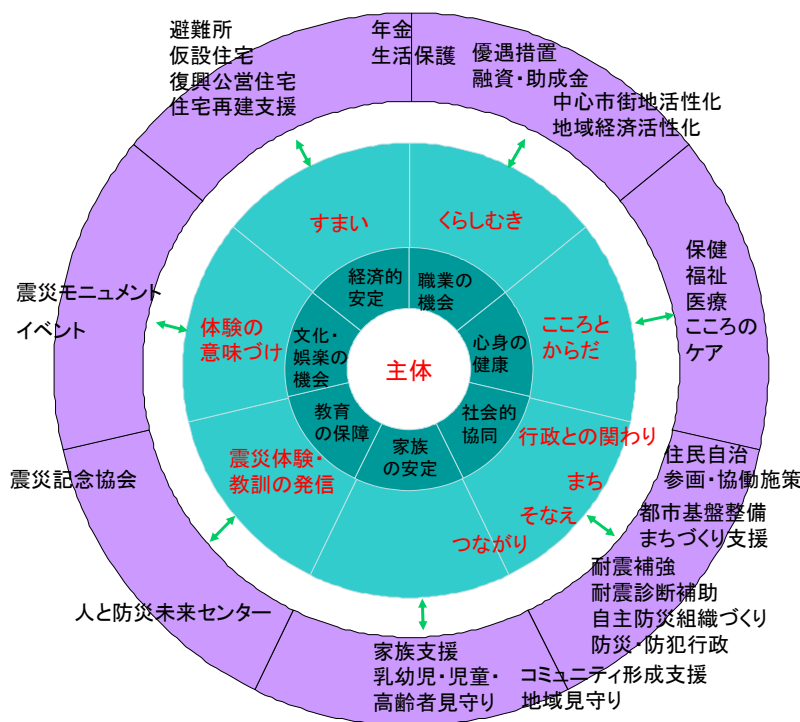 避難所
仮設住宅
復興公営住宅
住宅再建支援
年金
生活保護
優遇措置
融資・助成金
中心市街地活性化
地域経済活性化
すまい
くらしむき
保健
福祉
医療
こころの
ケア
経済的
安定
職業の
機会
震災モニュメント
イベント
体験の
意味づけ
文化・
娯楽の
機会
主体
心身の
健康
こころと
からだ
教育
の保障
家族
の安定
社会的
協同
行政との関わり
まち
そなえ
つながり
震災体験・
教訓の発信
震災記念協会
住民自治
参画・協働施策
都市基盤整備
まちづくり支援
耐震補強
耐震診断補助
自主防災組織づくり
防災・防犯行政
人と防災未来センター
家族支援
乳幼児・児童・
高齢者見守り
コミュニティ形成支援
地域見守り